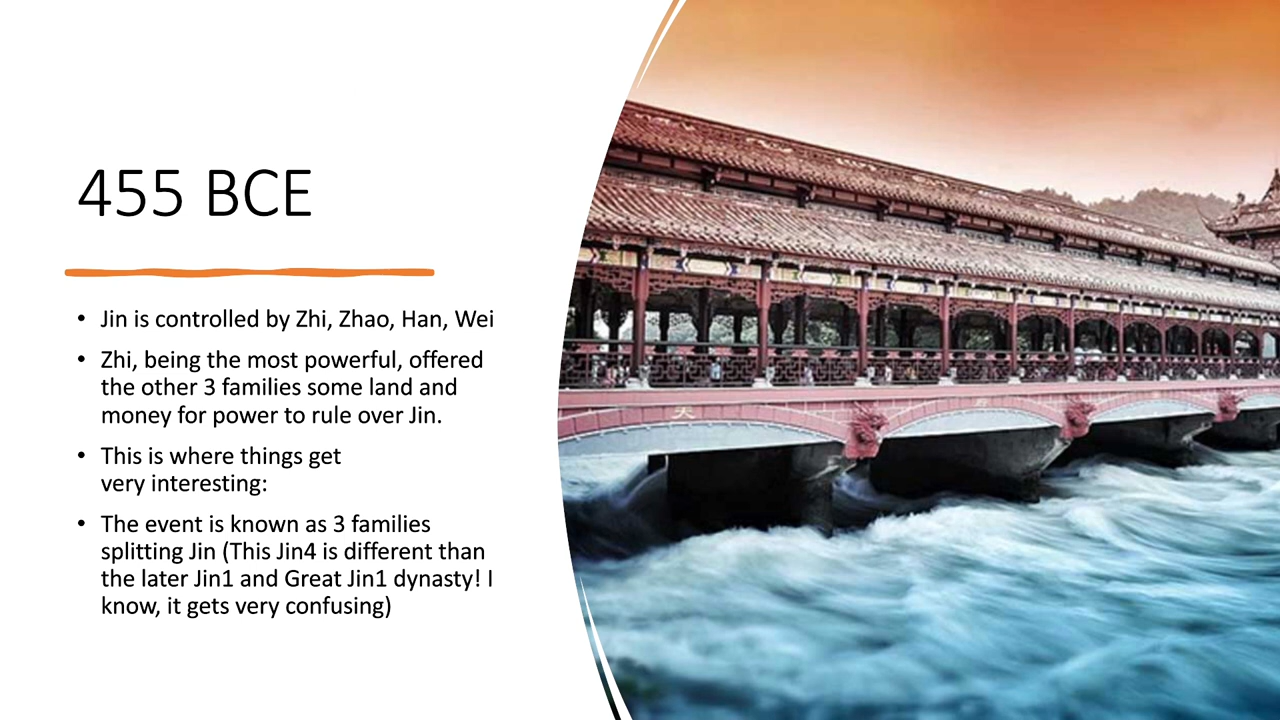 455 BCE
• Jin is controlled by Zhi, Zhao, Han, Wei
• Zhi, being the most powerful, offered
the other 3 families some land and
money for power to rule over Jin.
• This is where things get
very interesting:
• The event is known as 3 families
splitting Jin (This Jin4 is different than
the later Jin1 and Great Jin1 dynasty! I
know, it gets very confusing)
天